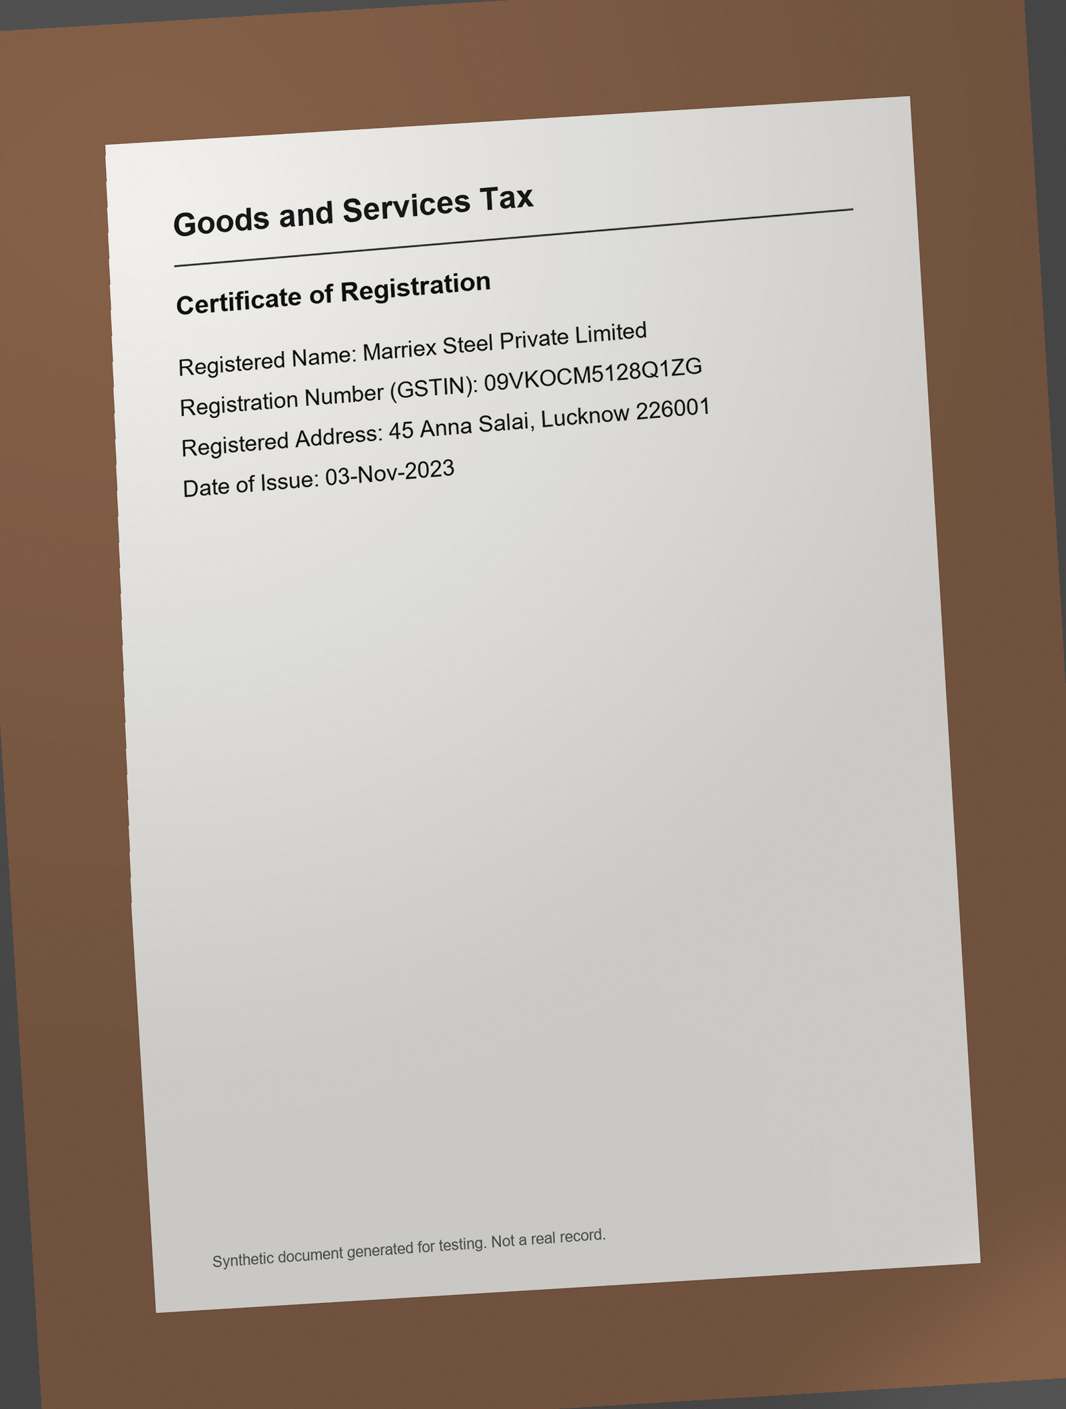 Goods and Services Tax
Certificate of Registration
Registered Name: Marriex Steel Private Limited
Registration Number (GSTIN): 09VKOCM5128Q1ZG
Registered Address: 45 Anna Salai, Lucknow 226001
Date of Issue: 03-Nov-2023
Synthetic document generated for testing. Not a real record.